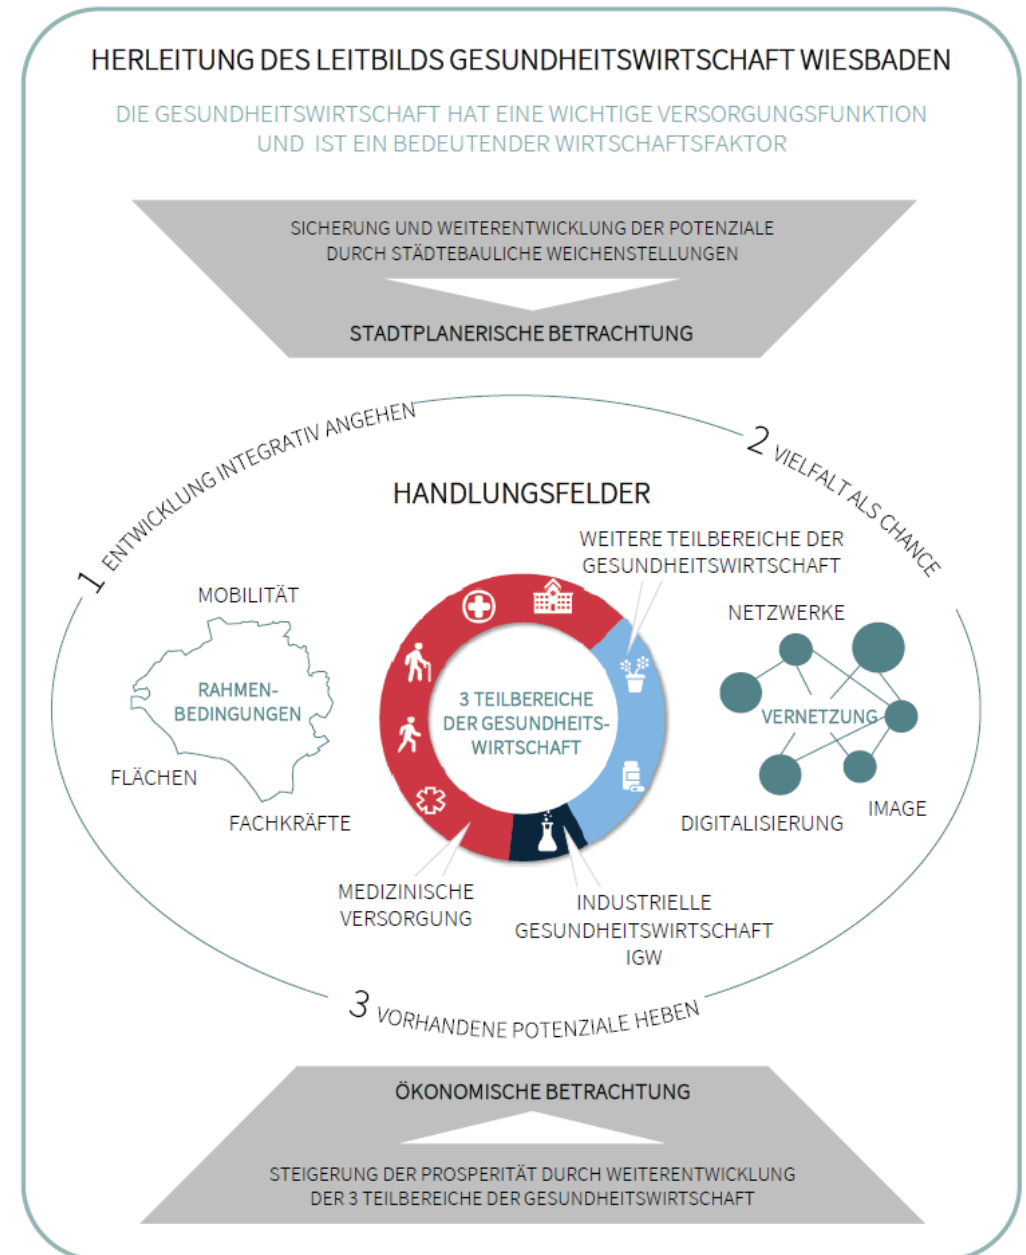 HERLEITUNG DES LEITBILDS GESUNDHEITSWIRTSCHAFT WIESBADEN
DIE GESUNDHEITSWIRTSCHAFT HAT EINE WICHTIGE VERSORGUNGSFUNKTION
UND IST EIN BEDEUTENDER WIRTSCHAFTSFAKTOR
SICHERUNG UND WEITERENTWICKLUNG DER POTENZIALE
DURCH STÄDTEBAULICHE WEICHENSTELLUNGEN
STADTPLANERISCHE BETRACHTUNG
1 ENTWICKLUNG INTEGRATIV ANGEHEN
2 VIELFALT ALS CHANCE
HANDLUNGSFELDER
WEITERE TEILBEREICHE DER
GESUNDHEITSWIRTSCHAFT
MOBILITÄT
RAHMEN-
BEDINGUNGEN
FLÄCHEN
FACHKRÄFTE
3 TEILBEREICHE
DER GESUNDHEITS-
WIRTSCHAFT
NETZWERKE
VERNETZUNG
DIGITALISIERUNG
IMAGE
MEDIZINISCHE
VERSORGUNG
INDUSTRIELLE
GESUNDHEITSWIRTSCHAFT
IGW
3 VORHANDENE POTENZIALE HEBEN
ÖKONOMISCHE BETRACHTUNG
STEIGERUNG DER PROSPERITÄT DURCH WEITERENTWICKLUNG
DER 3 TEILBEREICHE DER GESUNDHEITSWIRTSCHAFT